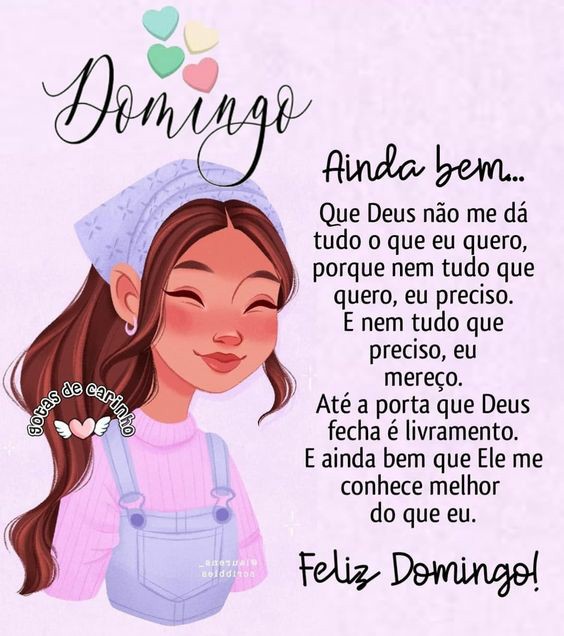 Domingo
Ainda bem...
Que Deus não me dá
tudo o que eu quero,
porque nem tudo que
quero, eu preciso.
E nem tudo que
preciso, eu
mereço.
Até a porta que Deus
fecha é livramento.
E ainda bem que Ele me
conhece melhor
do que eu.
Feliz Domingo!
Gotas de carinho
@laurens_
scribbles